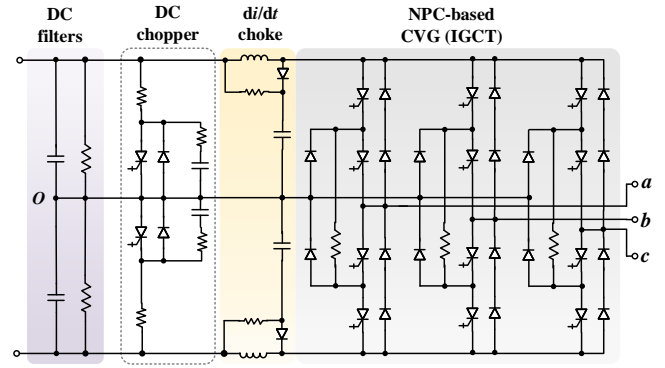 DC
filters
DC
chopper
di/dt
choke
NPC-based
CVG (IGCT)
O
a
b
c